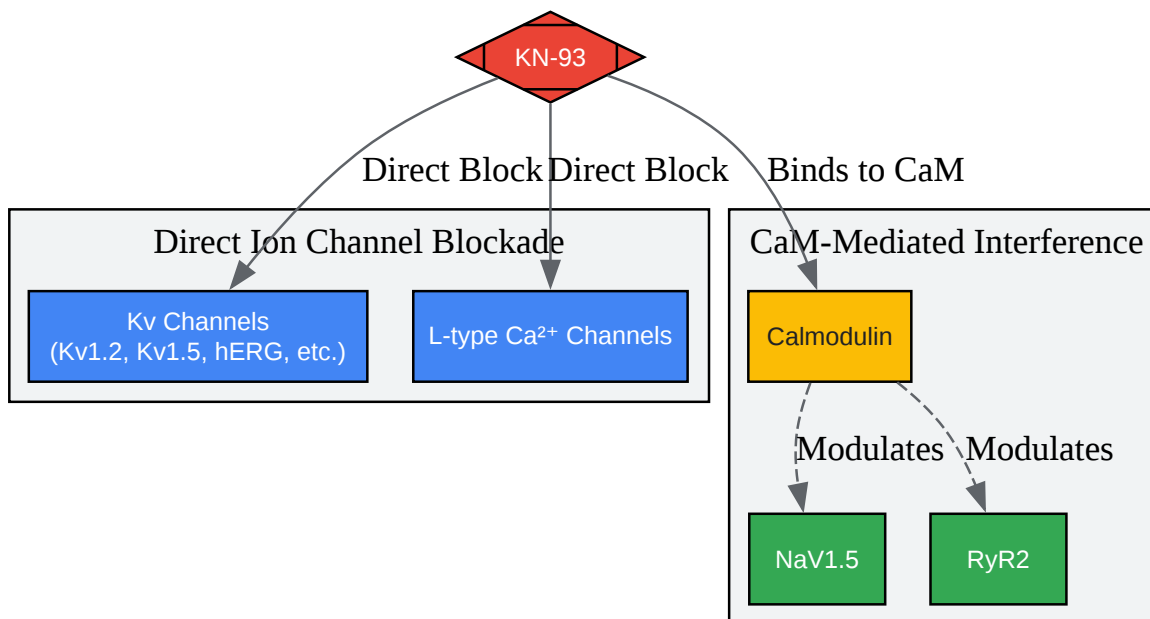 KN-93
Direct Block
Direct Block
Binds to CaM
Direct Ion Channel Blockade
CaM-Mediated Interference
Kv Channels
(Kv1.2, Kv1.5, hERG, etc.)
L-type Ca²⁺ Channels
Calmodulin
Modulates
Modulates
NaV1.5
RyR2